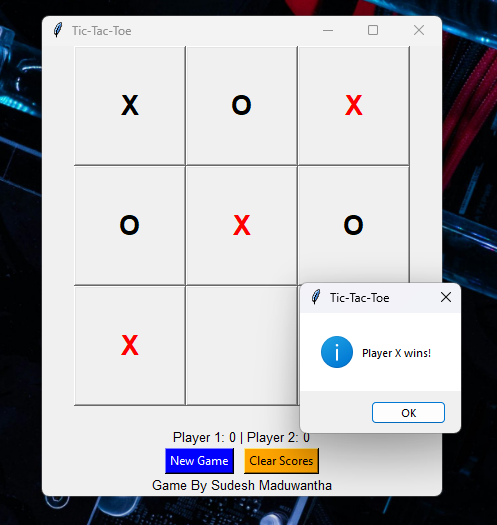 Tic-Tac-Toe
X O X
O X O
X
Tic-Tac-Toe
Player X wins!
OK
Player 1: 0 | Player 2: 0
New Game Clear Scores
Game By Sudesh Maduwantha